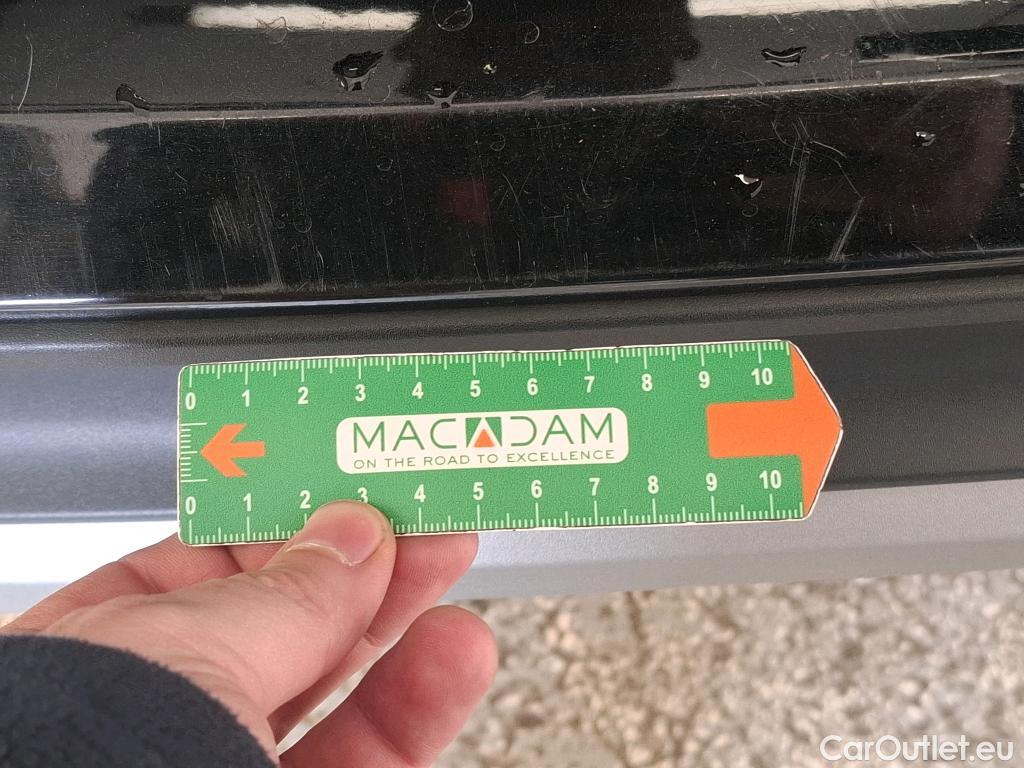 0 1 2 3 4 5 6 7 8 9 10
MACADAM
ON THE ROAD TO EXCELLENCE
0 1 2 3 4 5 6 7 8 9 10
CarOutlet.eu